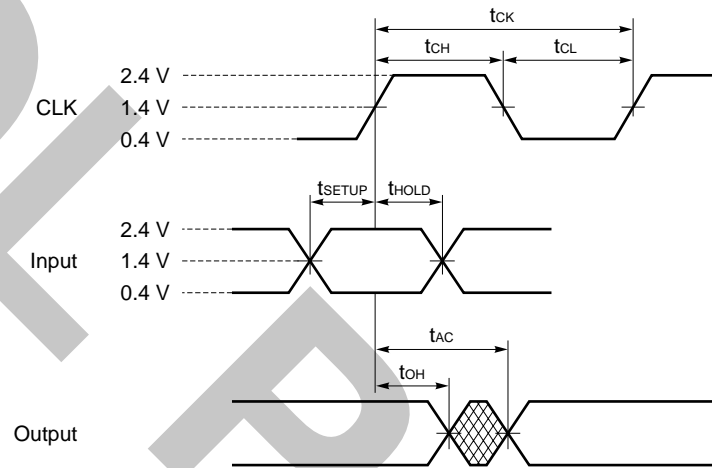 tCK
tCH
tCL
2.4 V
CLK
1.4 V
0.4 V
tSETUP
tHOLD
2.4 V
Input
1.4 V
0.4 V
tAC
tOH
Output